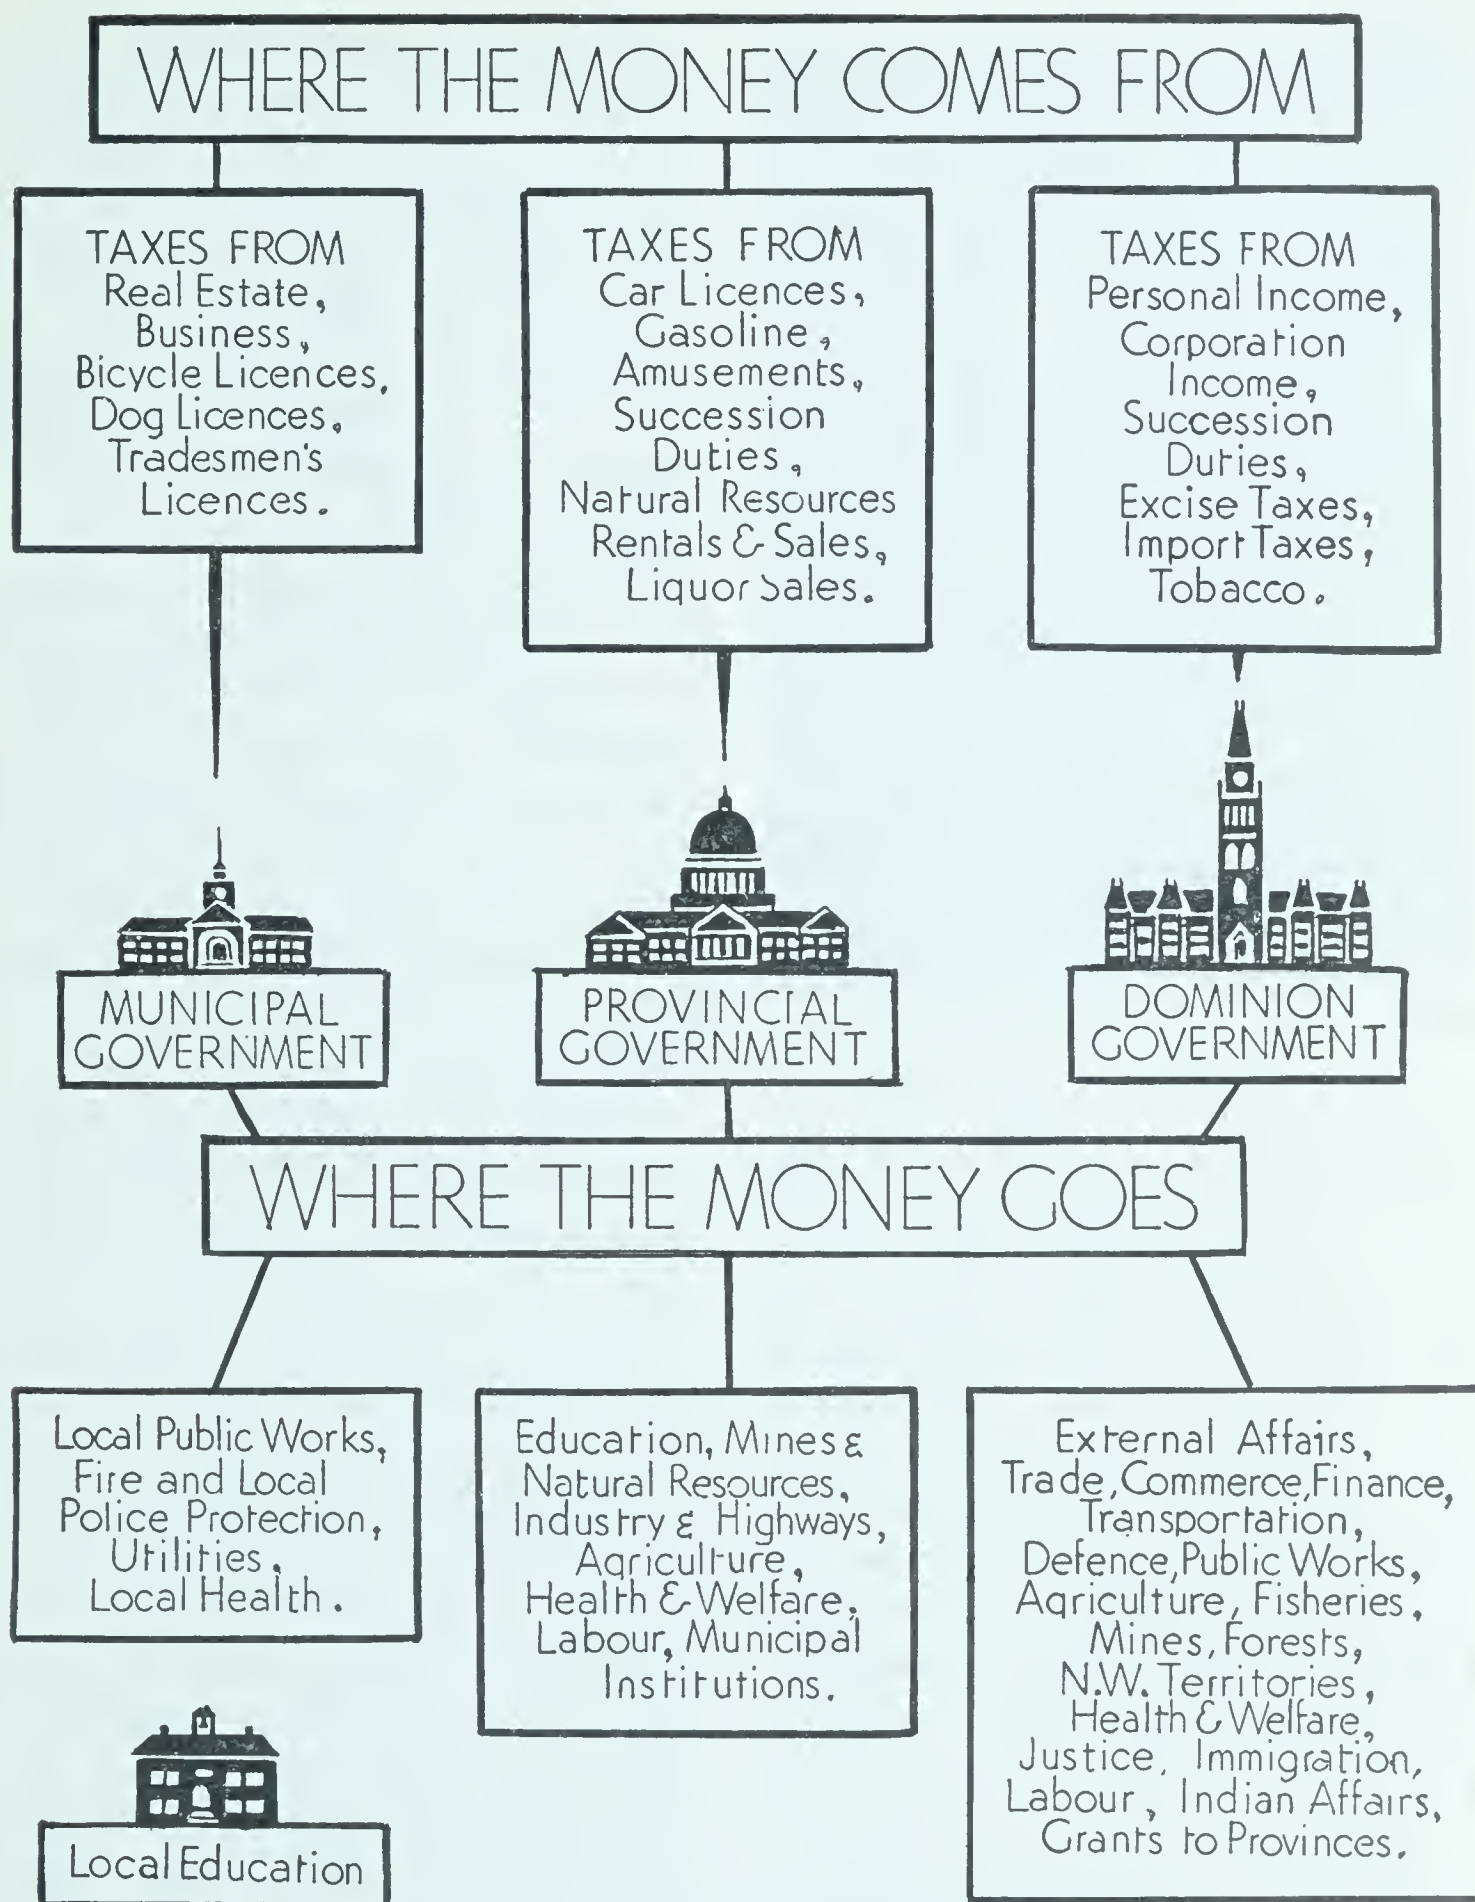 WHERE THE MONEY COMES FROM
TAXES FROM
Real Estate,
Business,
Bicycle Licences,
Dog Licences,
Tradesmen's
Licences.
TAXES FROM
Car Licences,
Gasoline,
Amusements,
Succession
Duties,
Natural Resources
Rentals & Sales,
Liquor Sales.
TAXES FROM
Personal Income,
Corporation
Income,
Succession
Duties,
Excise Taxes,
Import Taxes,
Tobacco.
MUNICIPAL
GOVERNMENT
PROVINCIAL
GOVERNMENT
DOMINION
GOVERNMENT
WHERE THE MONEY GOES
Local Public Works,
Fire and Local
Police Protection,
Utilities,
Local Health.
Local Education
Education, Mines &
Natural Resources,
Industry & Highways,
Agriculture,
Health & Welfare,
Labour, Municipal
Institutions.
External Affairs,
Trade, Commerce, Finance,
Transportation,
Defence, Public Works,
Agriculture, Fisheries,
Mines, Forests,
N.W. Territories,
Health & Welfare,
Justice, Immigration,
Labour, Indian Affairs,
Grants to Provinces.